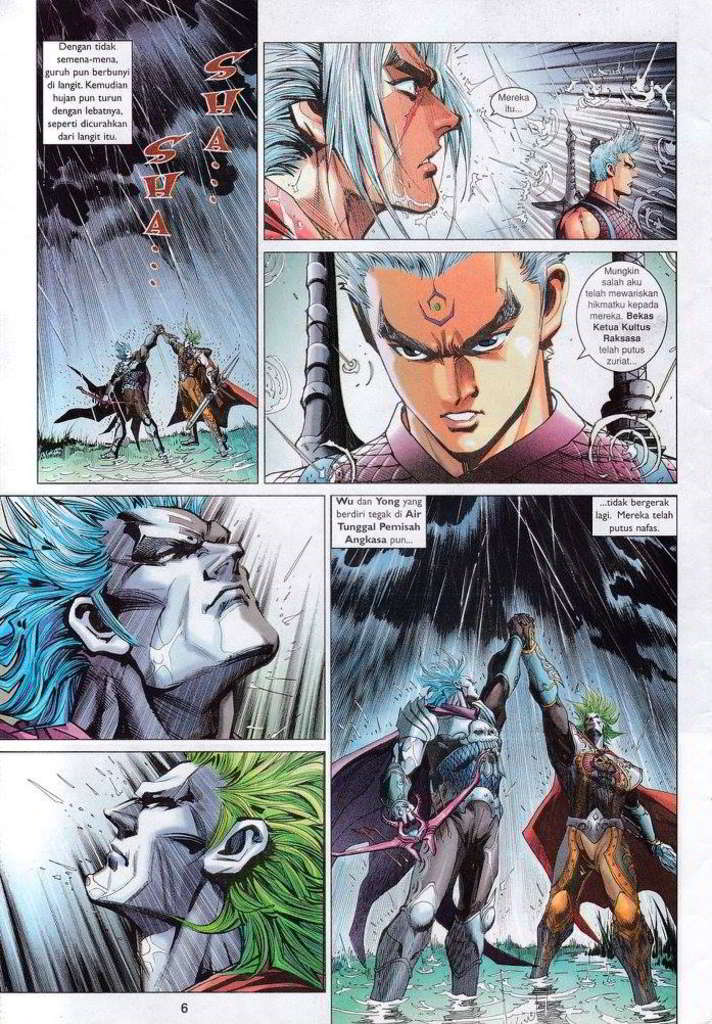 Dengan tidak
semena-mena,
guruh pun berbunyi
di langit. Kemudian
hujan pun turun
dengan lebatnya,
seperti dicurahkan
dari langit itu.
SHA...
SHA...
Mereka
itu...
Mungkin
salah aku
telah mewariskan
hikmatku kepada
mereka. Bekas
Ketua Kultus
Raksasa
telah putus
zuriat...
Wu dan Yong yang
berdiri tegak di Air
Tunggal Pemisah
Angkasa pun...
...tidak bergerak
lagi. Mereka telah
putus nafas.
6